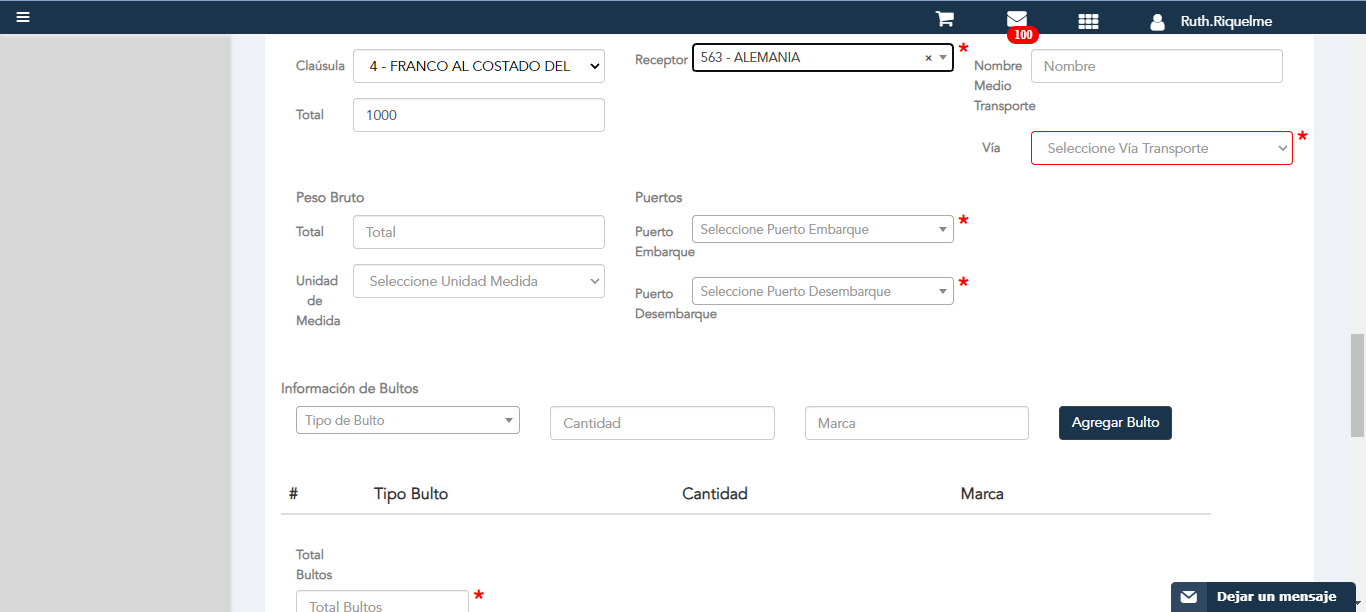 Ruth.Riquelme
100
Claúsula
4 - FRANCO AL COSTADO DEL
Total
1000
Receptor
563 - ALEMANIA
×
*
Nombre
Medio
Transporte
Nombre
Vía
Seleccione Vía Transporte
*
Peso Bruto
Total
Total
Unidad
de
Medida
Seleccione Unidad Medida
Puertos
Puerto
Embarque
Seleccione Puerto Embarque
*
Puerto
Desembarque
Seleccione Puerto Desembarque
*
Información de Bultos
Tipo de Bulto
Cantidad
Marca
Agregar Bulto
# Tipo Bulto Cantidad Marca
Total
Bultos
Total Bultos
*
Dejar un mensaje